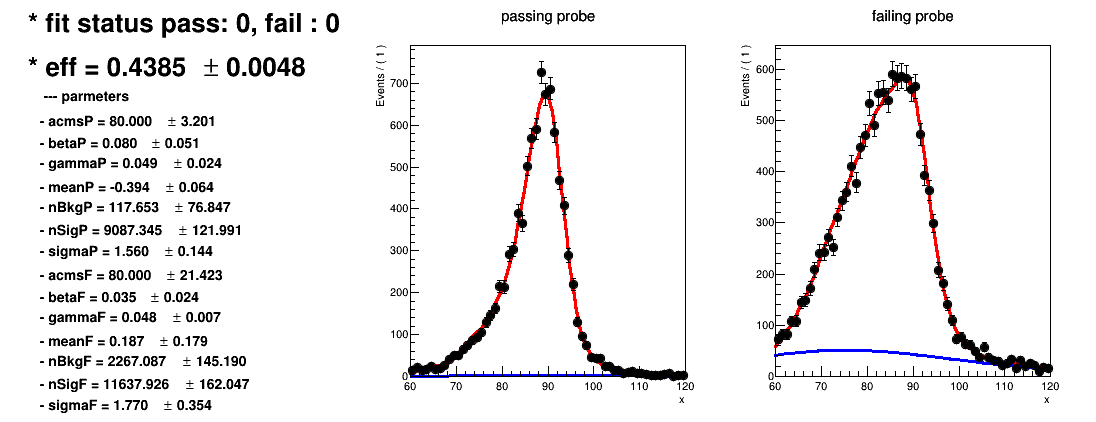 * fit status pass: 0, fail : 0
* eff = 0.4385 ± 0.0048
--- parmeters
- acmsP = 80.000 ± 3.201
- betaP = 0.080 ± 0.051
- gammaP = 0.049 ± 0.024
- meanP = -0.394 ± 0.064
- nBkgP = 117.653 ± 76.847
- nSigP = 9087.345 ± 121.991
- sigmaP = 1.560 ± 0.144
- acmsF = 80.000 ± 21.423
- betaF = 0.035 ± 0.024
- gammaF = 0.048 ± 0.007
- meanF = 0.187 ± 0.179
- nBkgF = 2267.087 ± 145.190
- nSigF = 11637.926 ± 162.047
- sigmaF = 1.770 ± 0.354
passing probe
Events / ( 1 )
700
600
500
400
300
200
100
0
60 70 80 90 100 110 120
x
failing probe
Events / ( 1 )
600
500
400
300
200
100
0
60 70 80 90 100 110 120
x